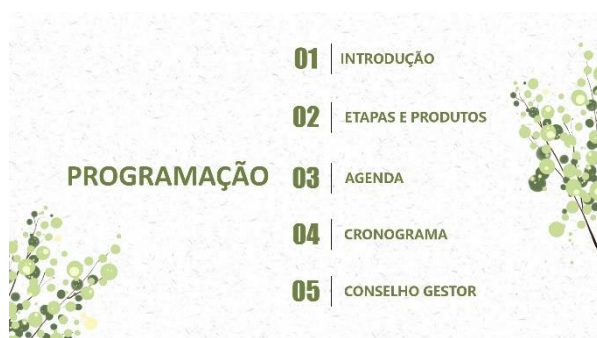 PROGRAMAÇÃO
01 INTRODUÇÃO
02 ETAPAS E PRODUTOS
03 AGENDA
04 CRONOGRAMA
05 CONSELHO GESTOR